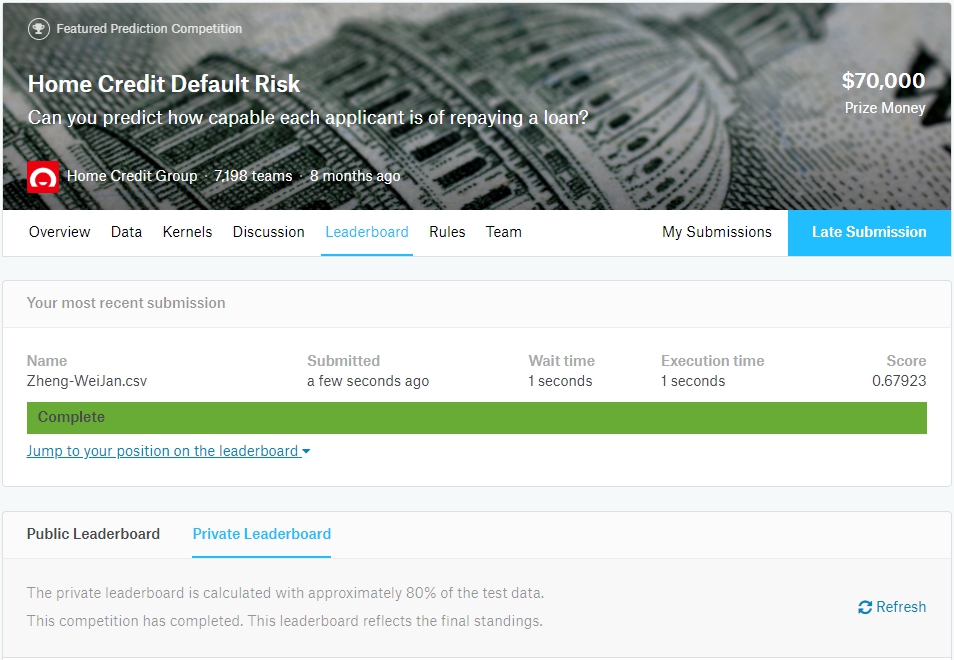 Featured Prediction Competition
Home Credit Default Risk
$70,000
Can you predict how capable each applicant is of repaying a loan?
Prize Money
Home Credit Group · 7,198 teams · 8 months ago
Overview Data Kernels Discussion Leaderboard Rules Team My Submissions Late Submission
Your most recent submission
Name Submitted Wait time Execution time Score
Zheng-WeiJan.csv a few seconds ago 1 seconds 1 seconds 0.67923
Complete
Jump to your position on the leaderboard
Public Leaderboard Private Leaderboard
The private leaderboard is calculated with approximately 80% of the test data.
Refresh
This competition has completed. This leaderboard reflects the final standings.